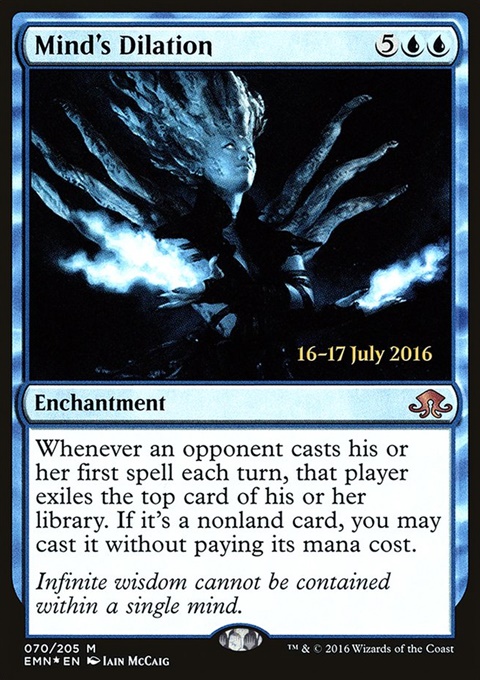 Mind's Dilation 5
16–17 July 2016
Enchantment
Whenever an opponent casts his or
her first spell each turn, that player
exiles the top card of his or her
library. If it's a nonland card, you may
cast it without paying its mana cost.
Infinite wisdom cannot be contained
within a single mind.
070/205 M
EMN★EN Iain McCaig
™ & © 2016 Wizards of the Coast